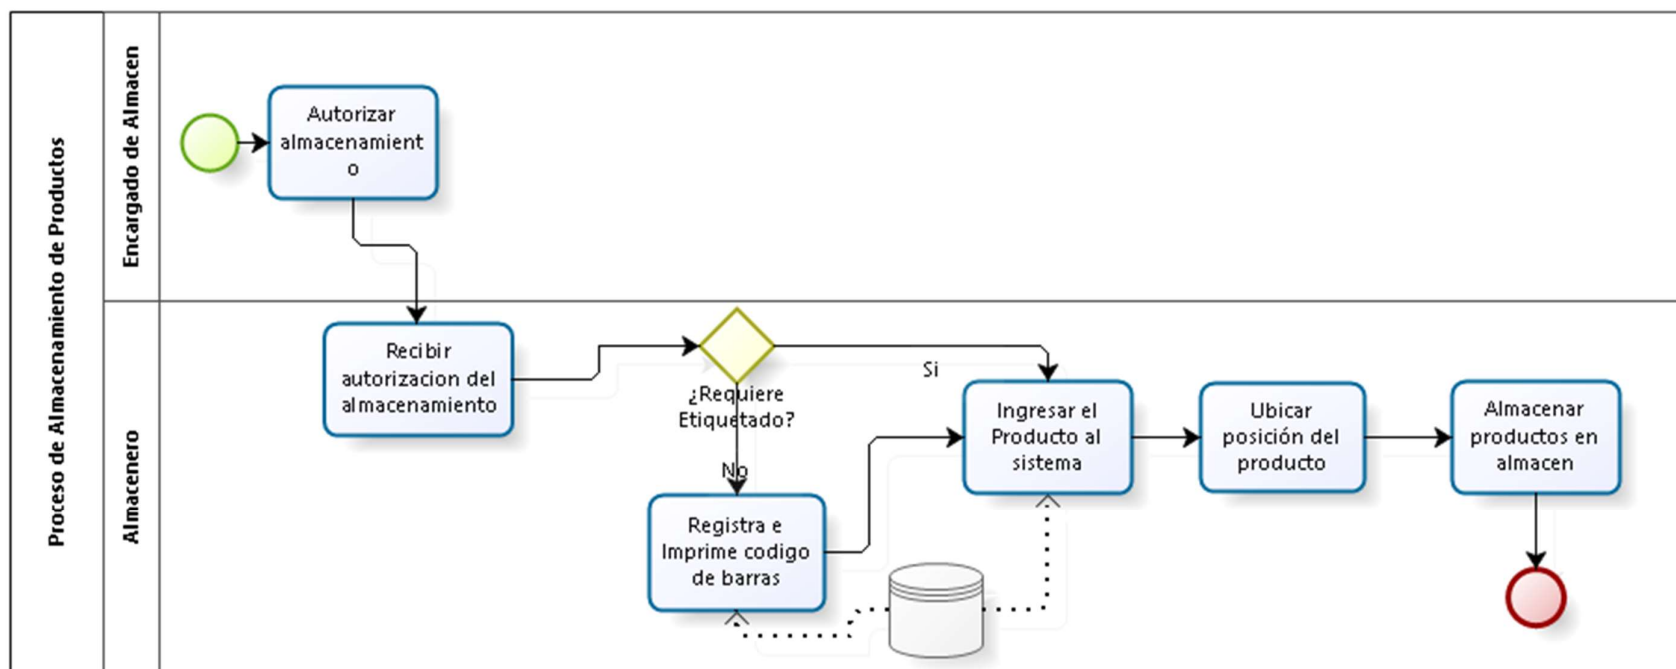 Proceso de Almacenamiento de Productos
Encargado de Almacen
Autorizar
almacenamient
o
Almacenero
Recibir
autorizacion del
almacenamiento
¿Requiere
Etiquetado?
Si
No
Registra e
Imprime codigo
de barras
Ingresar el
Producto al
sistema
Ubicar
posición del
producto
Almacenar
productos en
almacen